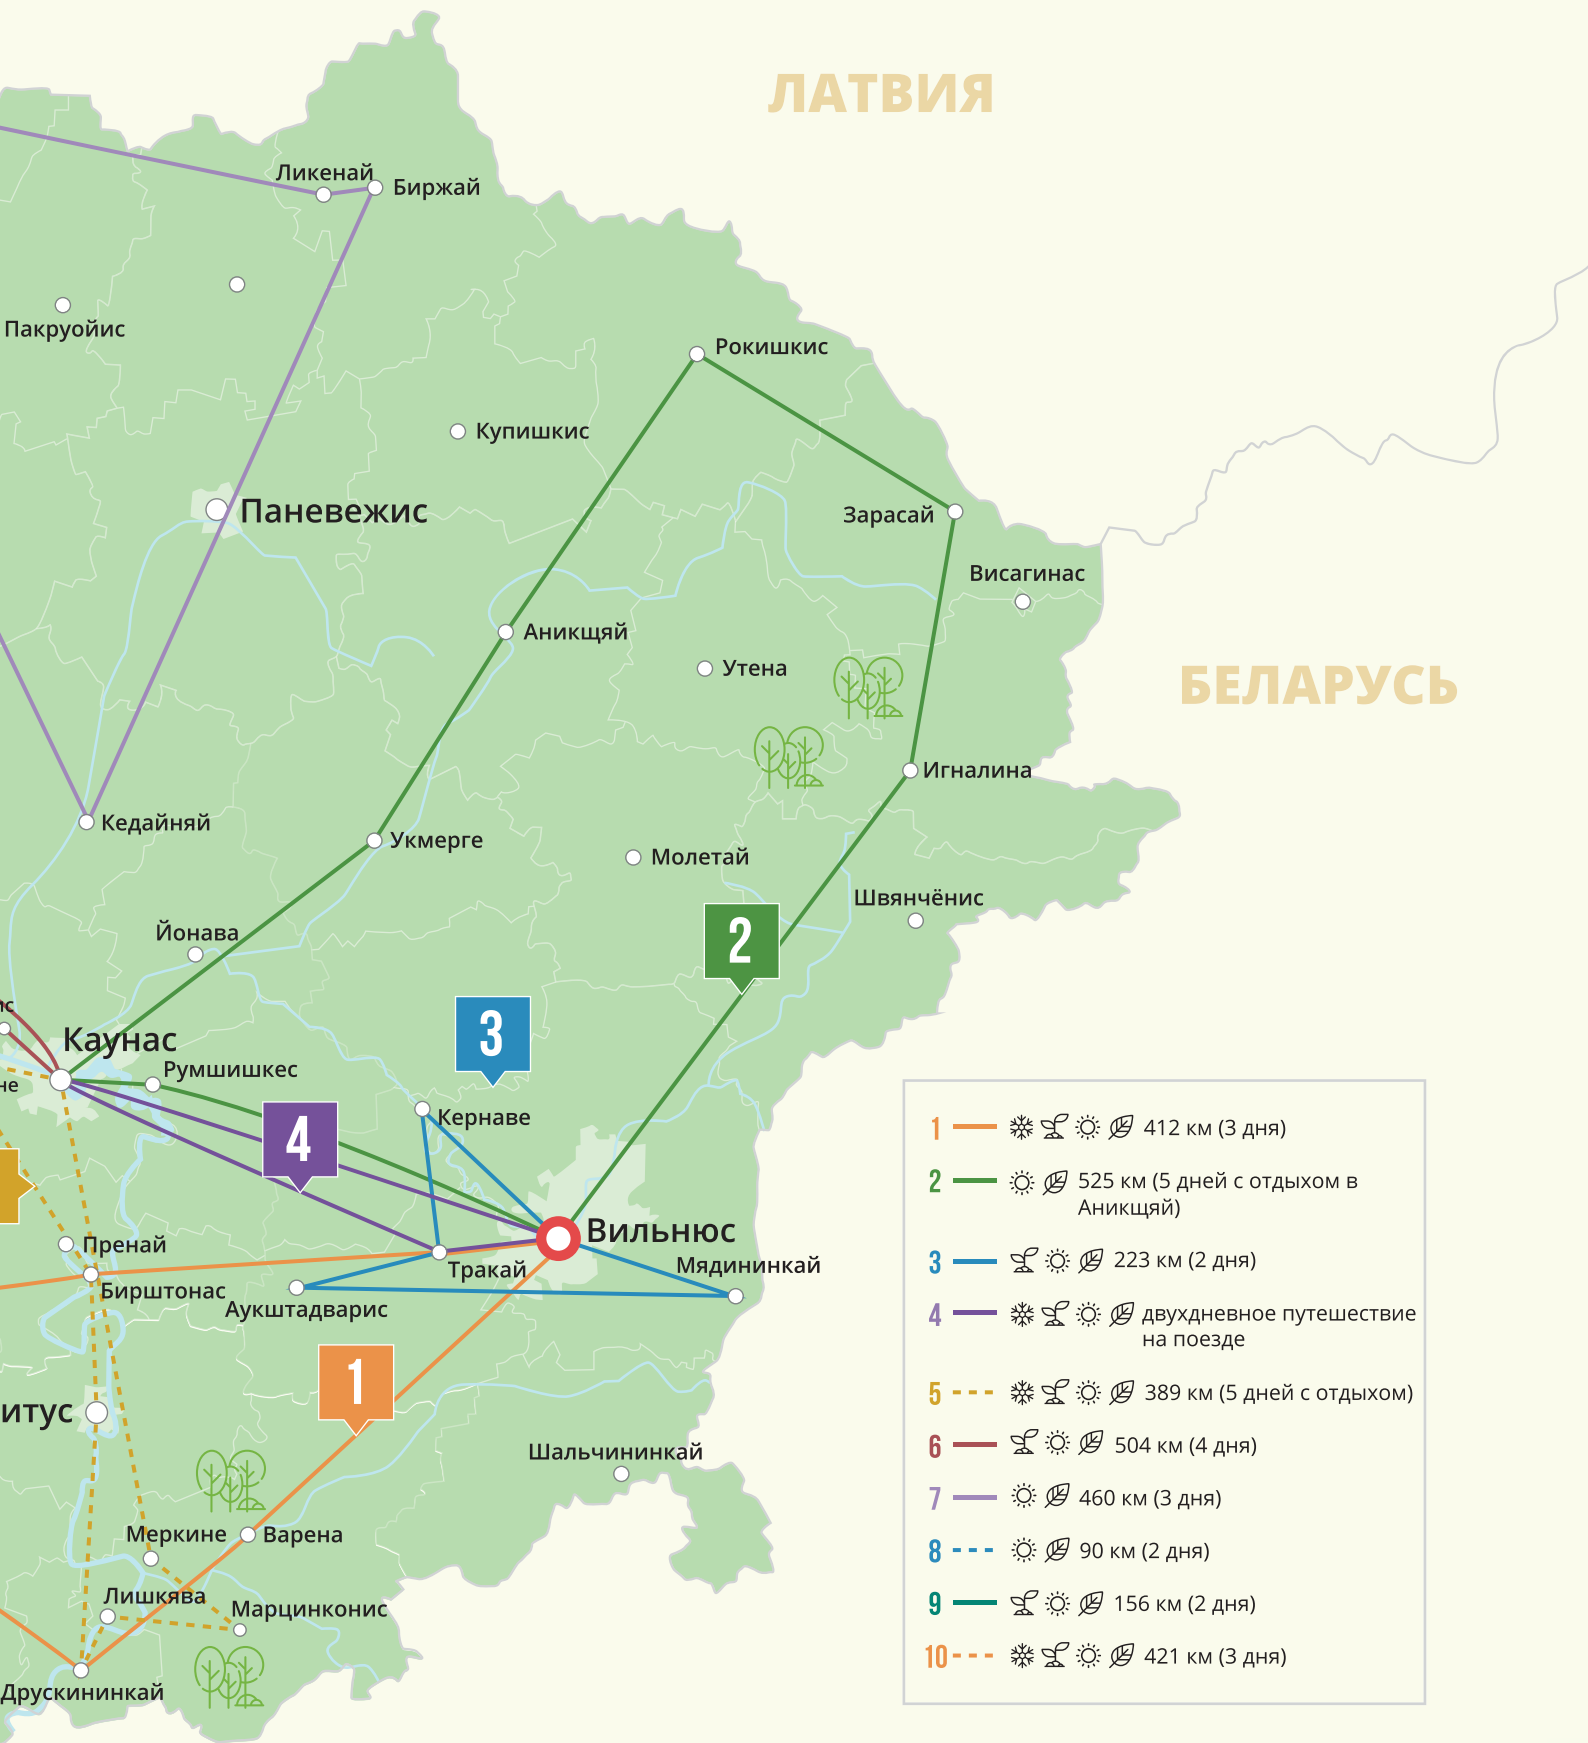 ЛАТВИЯ
Ликенай
Биржай
Пакруойис
Рокишкис
Купишкис
Паневежис
Зарасай
Висагинас
Аникщяй
Утена
БЕЛАРУСЬ
Игналина
Кедайняй
Укмерге
Молетай
Швянчёнис
Йонава
2
3
ис
Каунас
Румшишкес
не
4
Кернаве
Вильнюс
Пренай
Мядининкай
Тракай
Бирштонас
Аукштадварис
1
итус
Шальчининкай
Меркине
Варена
Лишкява
Марцинконис
Друскининкай
1 412 км (3 дня)
2 525 км (5 дней с отдыхом в
Аникщяй)
3 223 км (2 дня)
4 двухдневное путешествие
на поезде
5 389 км (5 дней с отдыхом)
6 504 км (4 дня)
7 460 км (3 дня)
8 90 км (2 дня)
9 156 км (2 дня)
10 421 км (3 дня)